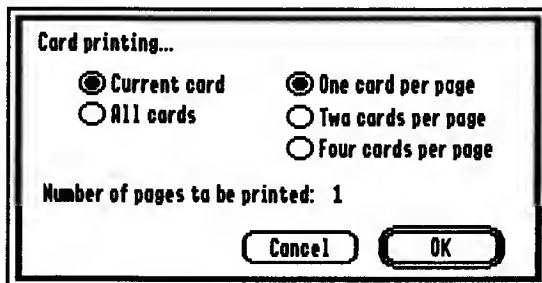 Card printing...
Current card
One card per page
All cards
Two cards per page
Four cards per page
Number of pages to be printed: 1
Cancel
OK